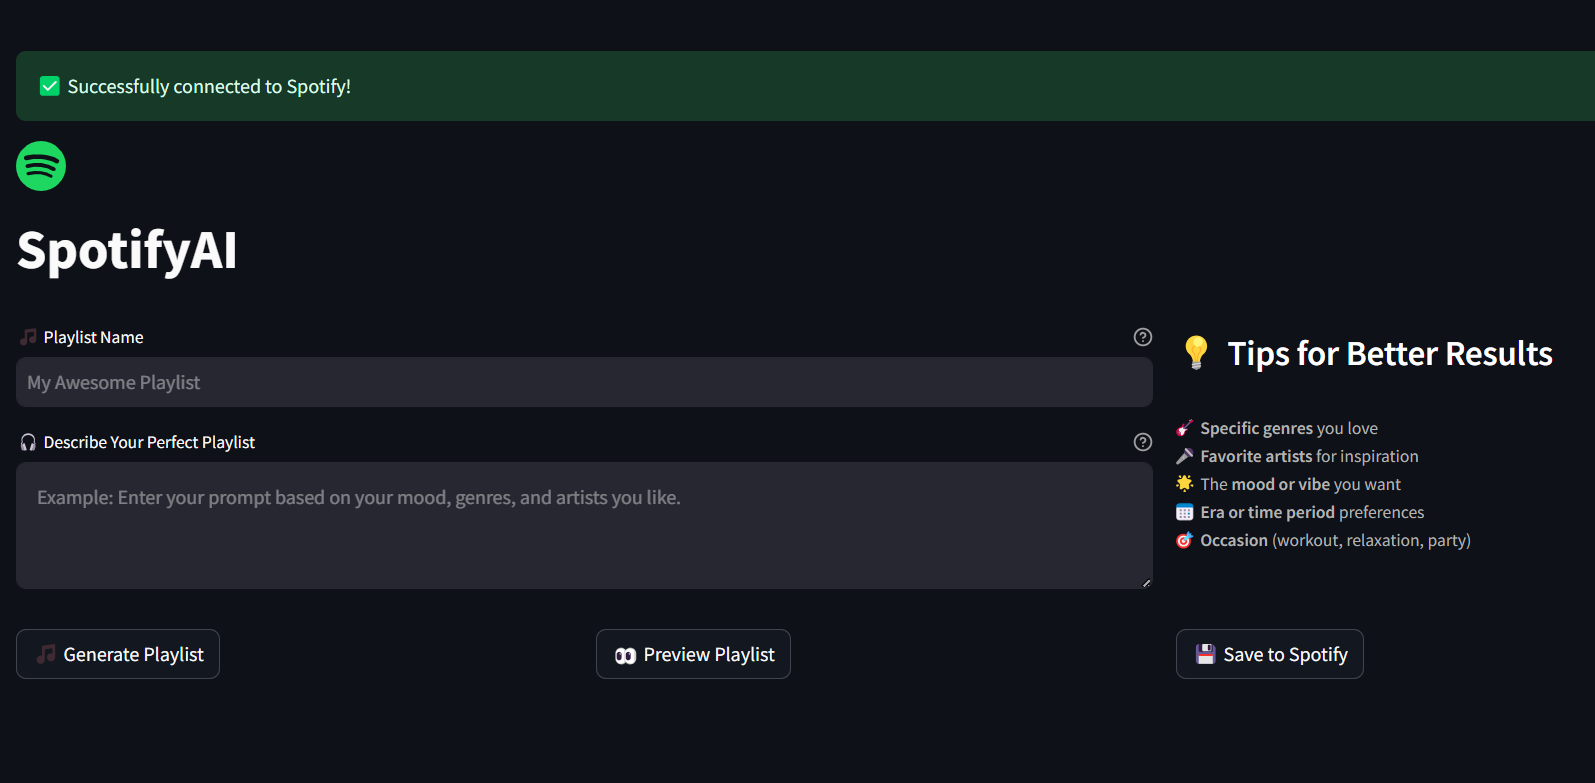 ✅ Successfully connected to Spotify!
SpotifyAI
🎵 Playlist Name
My Awesome Playlist
🎧 Describe Your Perfect Playlist
Example: Enter your prompt based on your mood, genres, and artists you like.
💡 Tips for Better Results
🎸 Specific genres you love
🎤 Favorite artists for inspiration
🌟 The mood or vibe you want
📅 Era or time period preferences
🎯 Occasion (workout, relaxation, party)
🎵 Generate Playlist
👀 Preview Playlist
💾 Save to Spotify